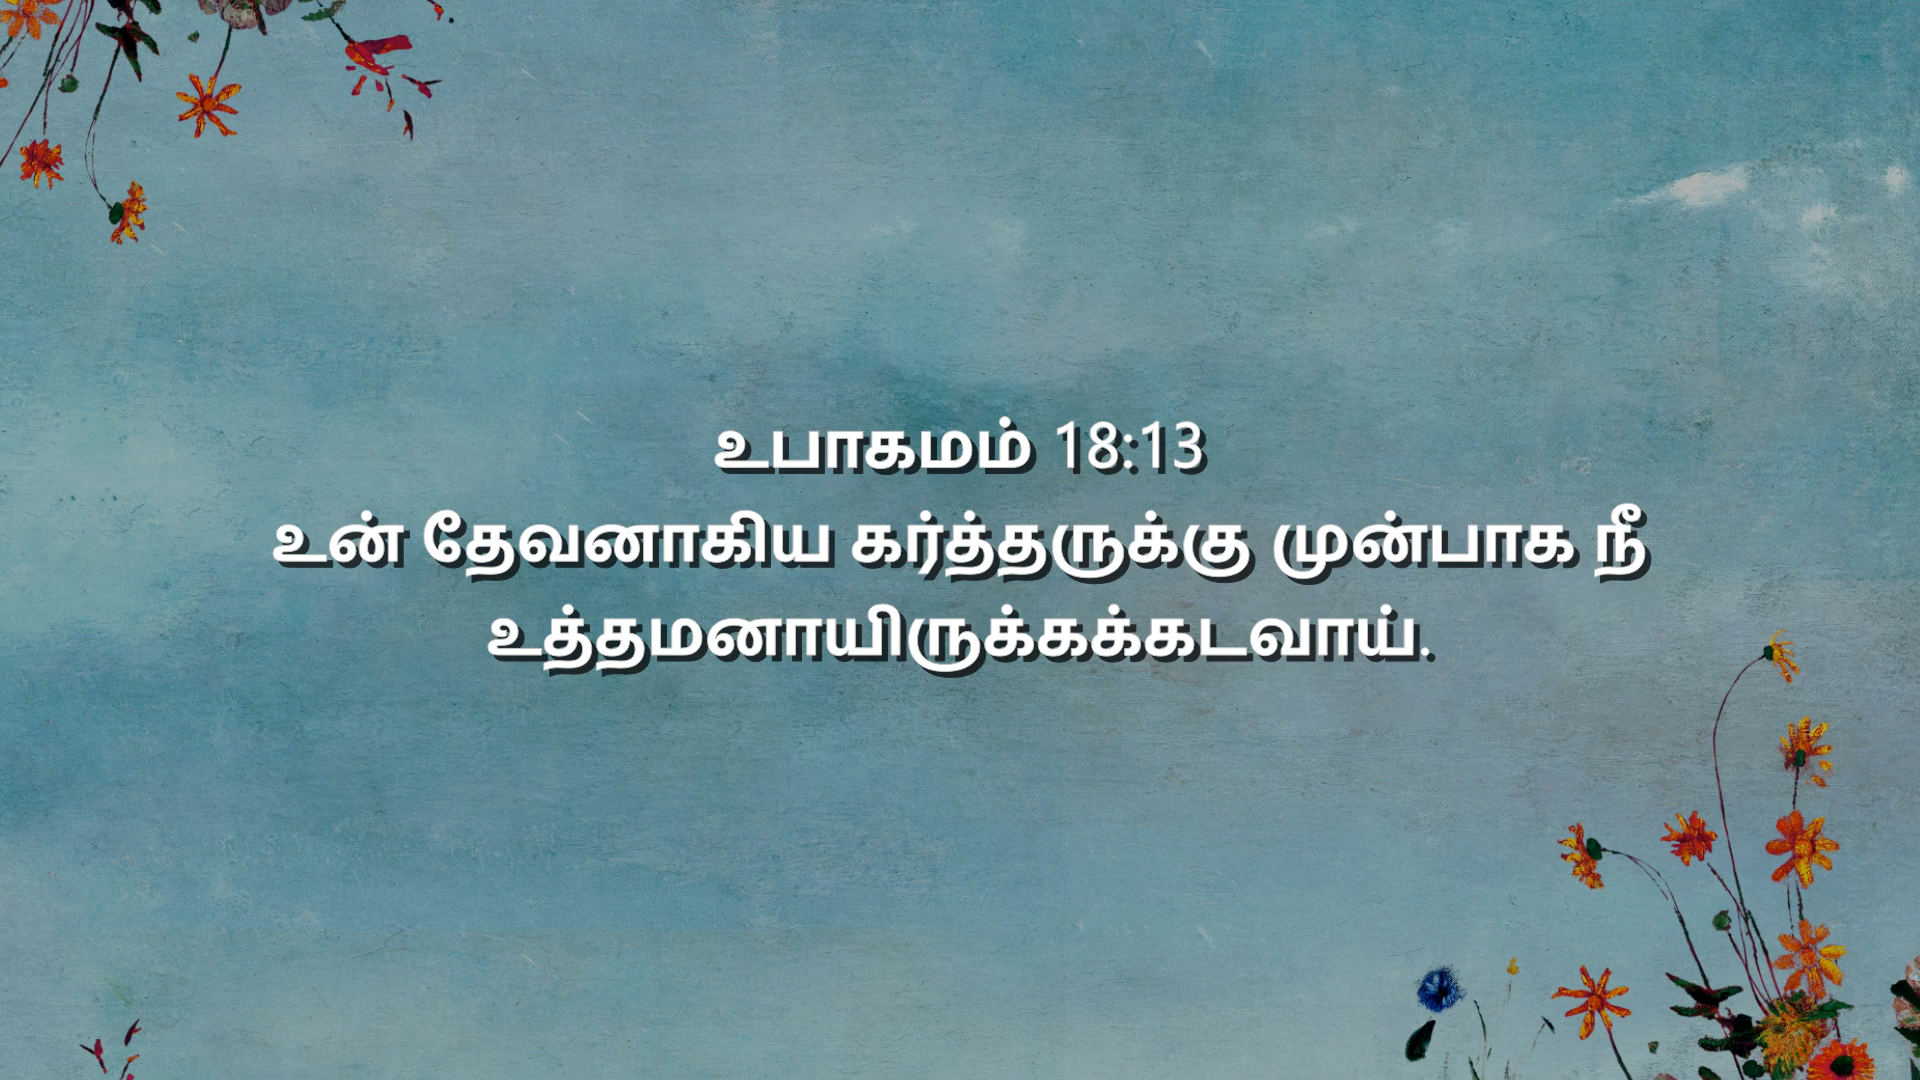 உபாகமம் 18:13
உன் தேவனாகிய கர்த்தருக்கு முன்பாக நீ
உத்தமனாயிருக்கக்கடவாய்.